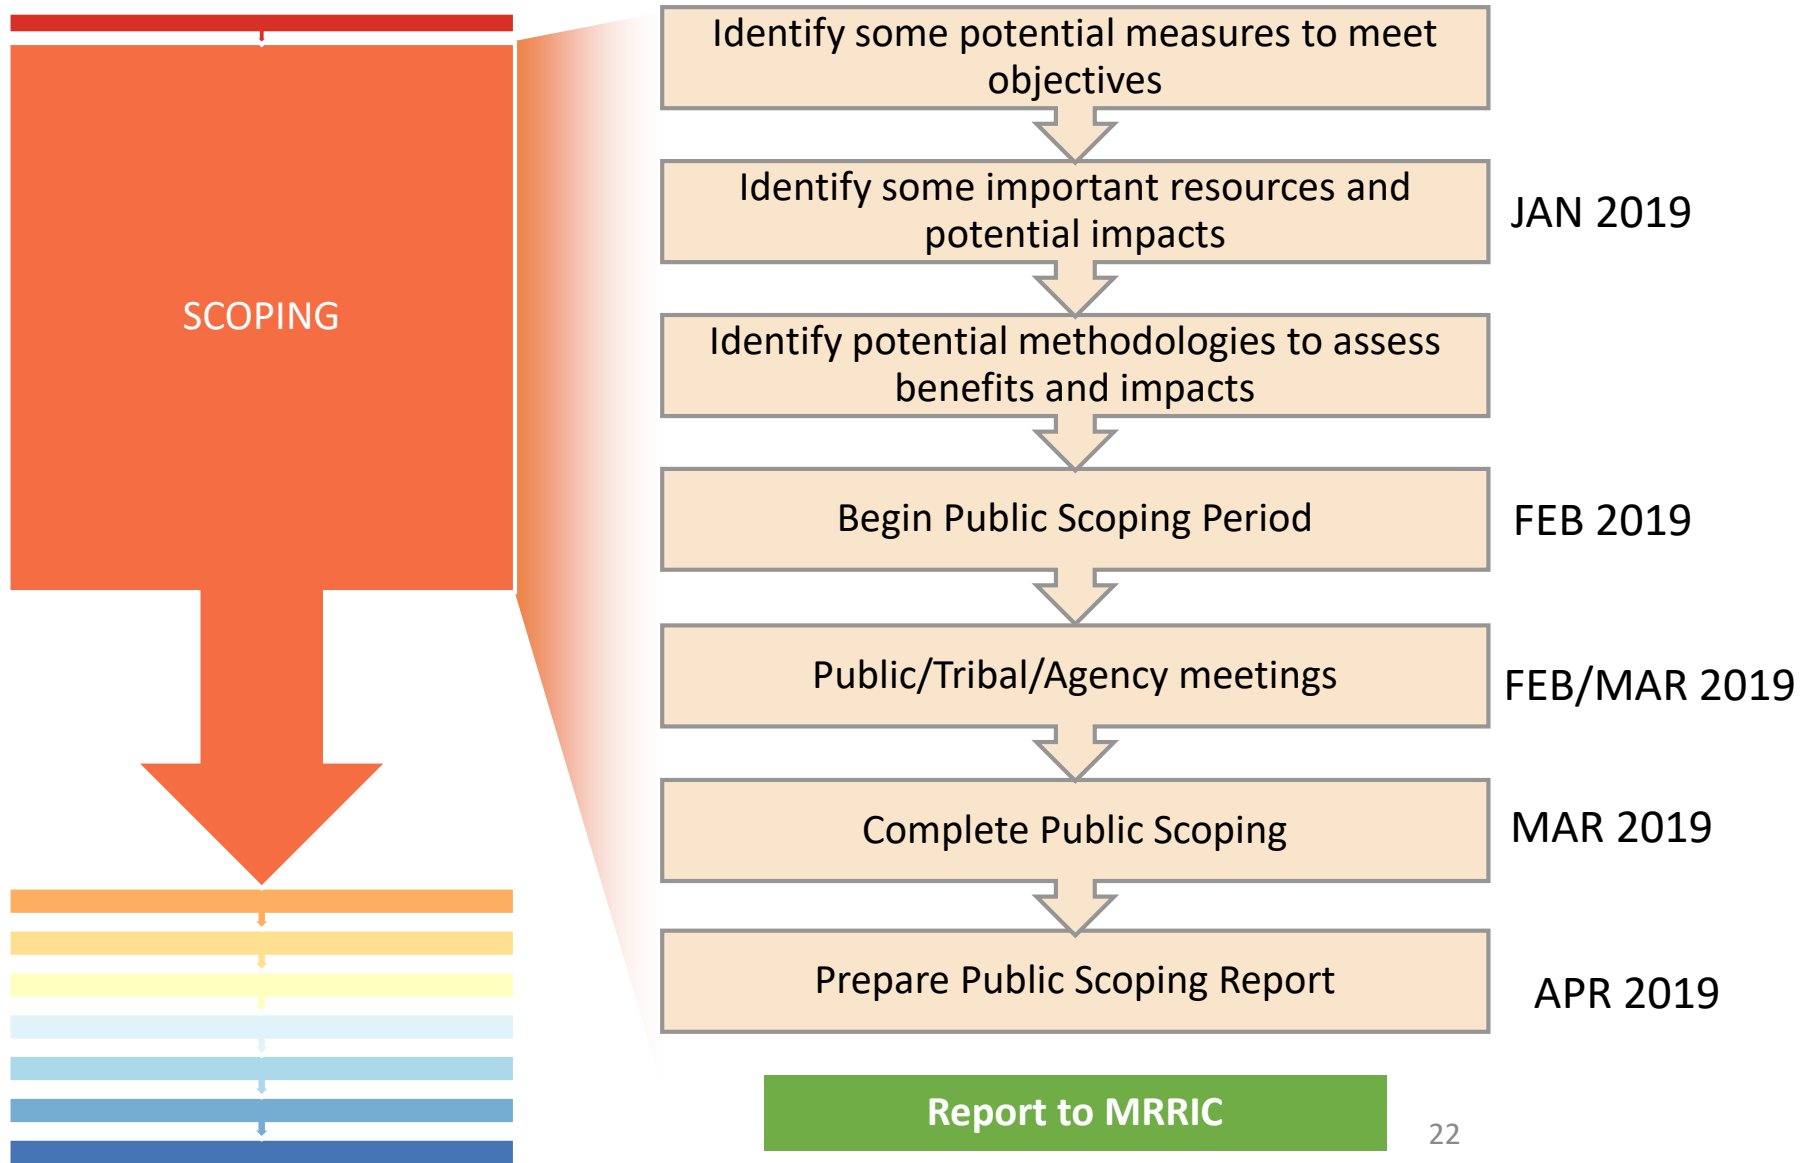 SCOPING
Identify some potential measures to meet
objectives
Identify some important resources and
potential impacts
JAN 2019
Identify potential methodologies to assess
benefits and impacts
Begin Public Scoping Period
FEB 2019
Public/Tribal/Agency meetings
FEB/MAR 2019
Complete Public Scoping
MAR 2019
Prepare Public Scoping Report
APR 2019
Report to MRRIC
22